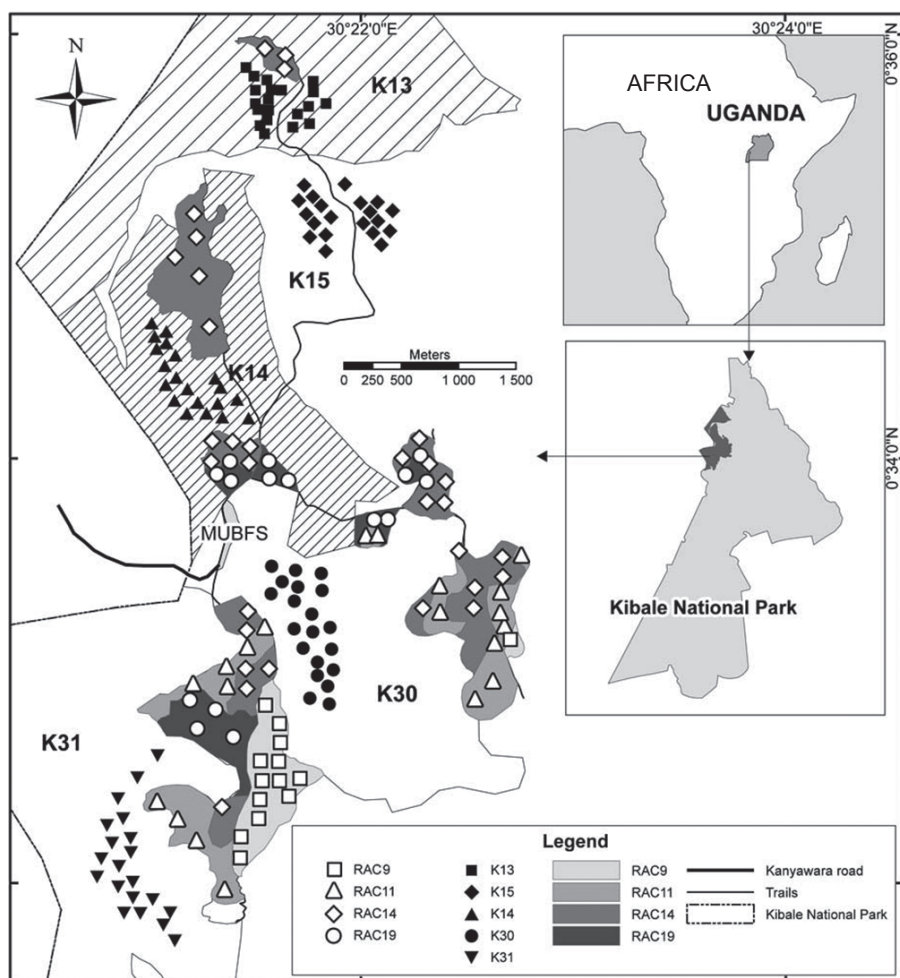 30°22'0"E
30°24'0"E
N
K13
AFRICA
UGANDA
0°36'0"N
K15
Meters
0 250 500 1 000 1 500
K14
0°34'0"N
MUBFS
Kibale National Park
K30
K31
Legend
RAC9
RAC11
RAC14
RAC19
K13
K15
K14
K30
K31
RAC9
RAC11
RAC14
RAC19
Kanyawara road
Trails
Kibale National Park